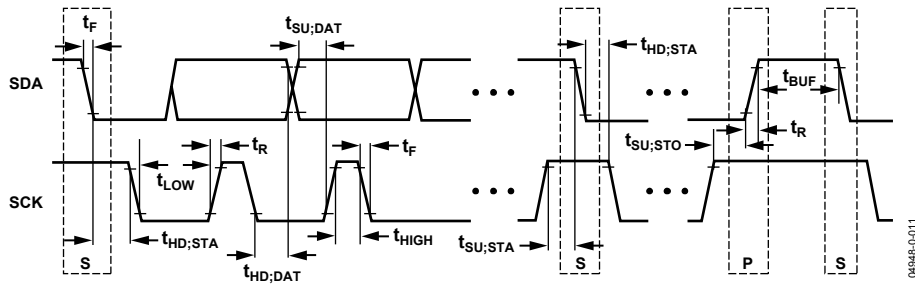 tF
tSU;DAT
tHD;STA
SDA
tBUF
tR
tSU;STO
tR
tF
tLOW
SCK
tHD;STA
tHIGH
tSU;STA
tHD;DAT
S
S
P
S
04948-0-011